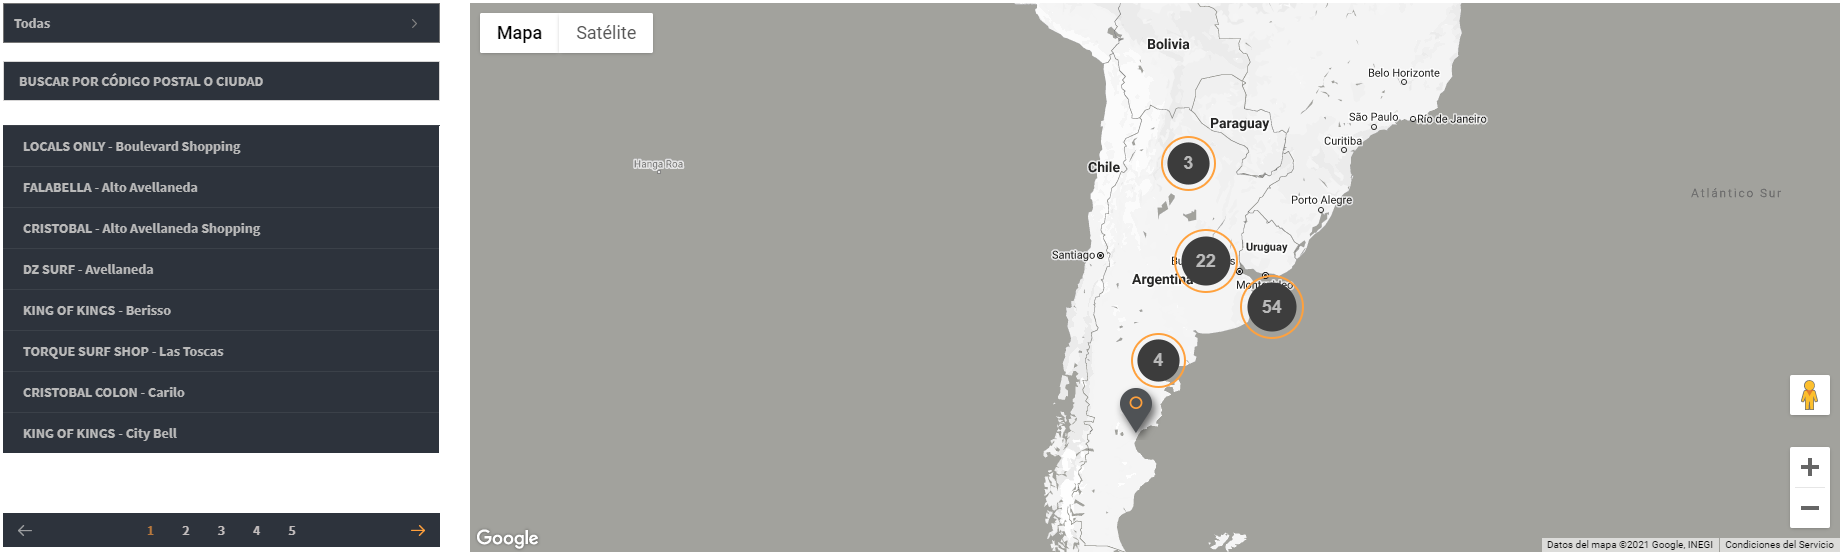 Todas
BUSCAR POR CÓDIGO POSTAL O CIUDAD
LOCALS ONLY - Boulevard Shopping
FALABELLA - Alto Avellaneda
CRISTOBAL - Alto Avellaneda Shopping
DZ SURF - Avellaneda
KING OF KINGS - Berisso
TORQUE SURF SHOP - Las Toscas
CRISTOBAL COLON - Carilo
KING OF KINGS - City Bell
1 2 3 4 5
Mapa Satélite
Bolivia
Belo Horizonte
Paraguay
São Paulo
Río de Janeiro
Curitiba
Hanga Roa
Chile
3
Atlántico Sur
Porto Alegre
Uruguay
Santiago
22
Argentina
54
4
Google
Datos del mapa ©2021 Google, INEGI
Condiciones del Servicio